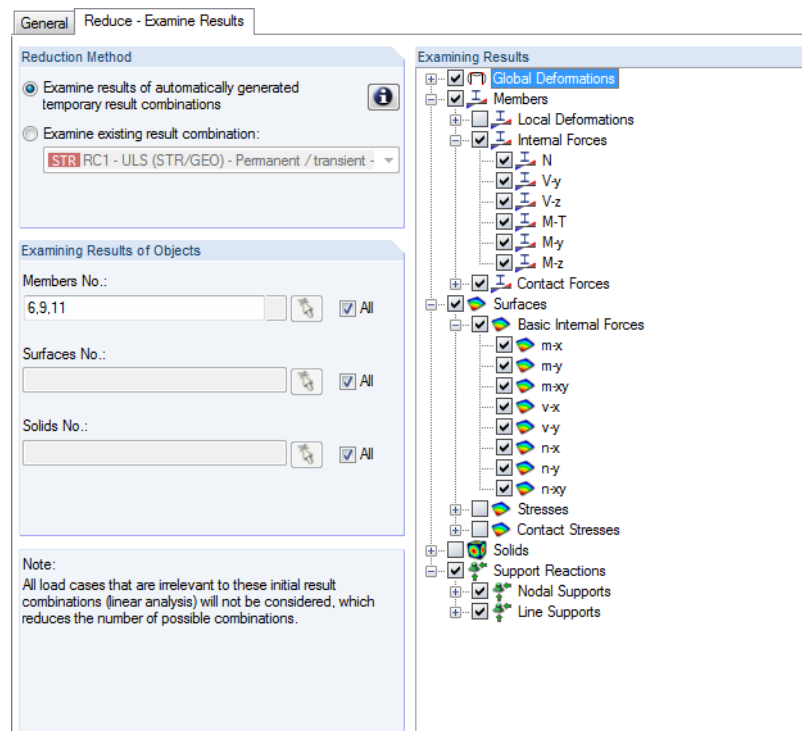 General
Reduce - Examine Results
Reduction Method
Examine results of automatically generated
temporary result combinations
Examine existing result combination:
STR RC1 - ULS (STR/GEO) - Permanent / transient -
Examining Results of Objects
Members No.:
6,9,11
All
Surfaces No.:
All
Solids No.:
All
Note:
All load cases that are irrelevant to these initial result
combinations (linear analysis) will not be considered, which
reduces the number of possible combinations.
Examining Results
Global Deformations
Members
Local Deformations
Internal Forces
N
V-y
V-z
M-T
M-y
M-z
Contact Forces
Surfaces
Basic Internal Forces
m-x
m-y
m-xy
v-x
v-y
n-x
n-y
n-xy
Stresses
Contact Stresses
Solids
Support Reactions
Nodal Supports
Line Supports